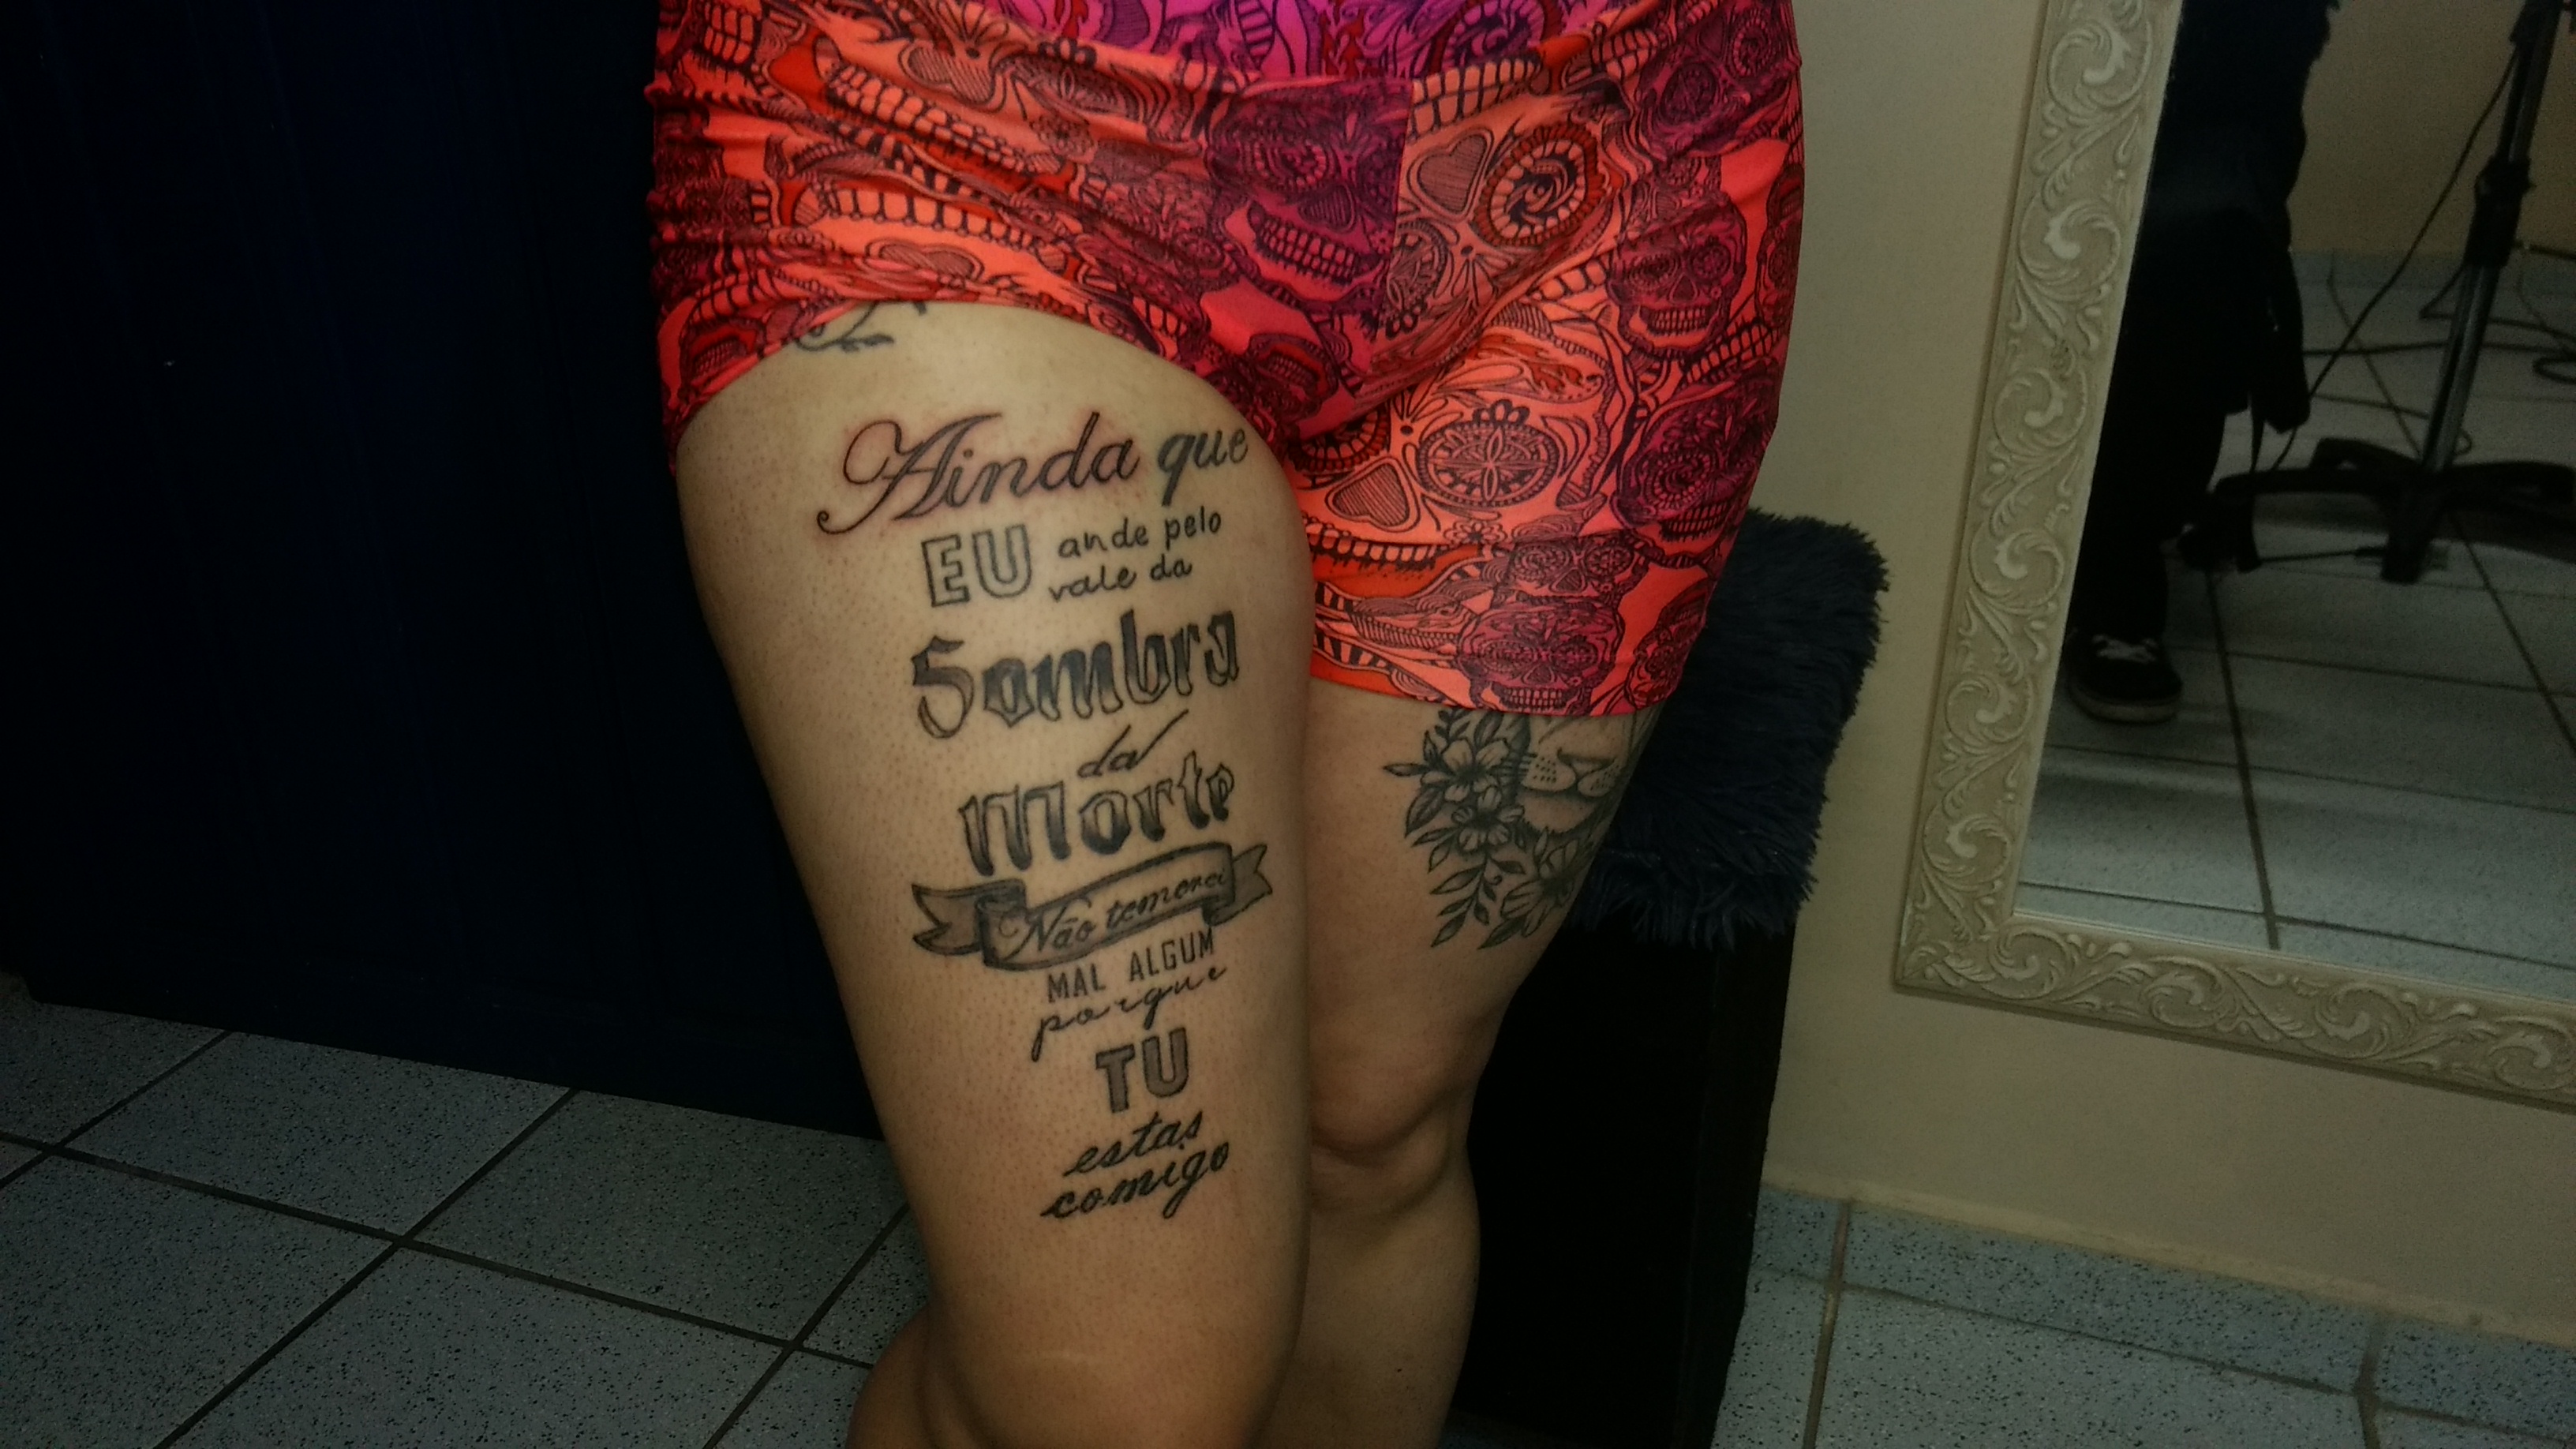 Ainda que
EU ande pelo
vale da
Sombra
da
Morte
Não temerei
MAL ALGUM
porque
TU
estas
comigo